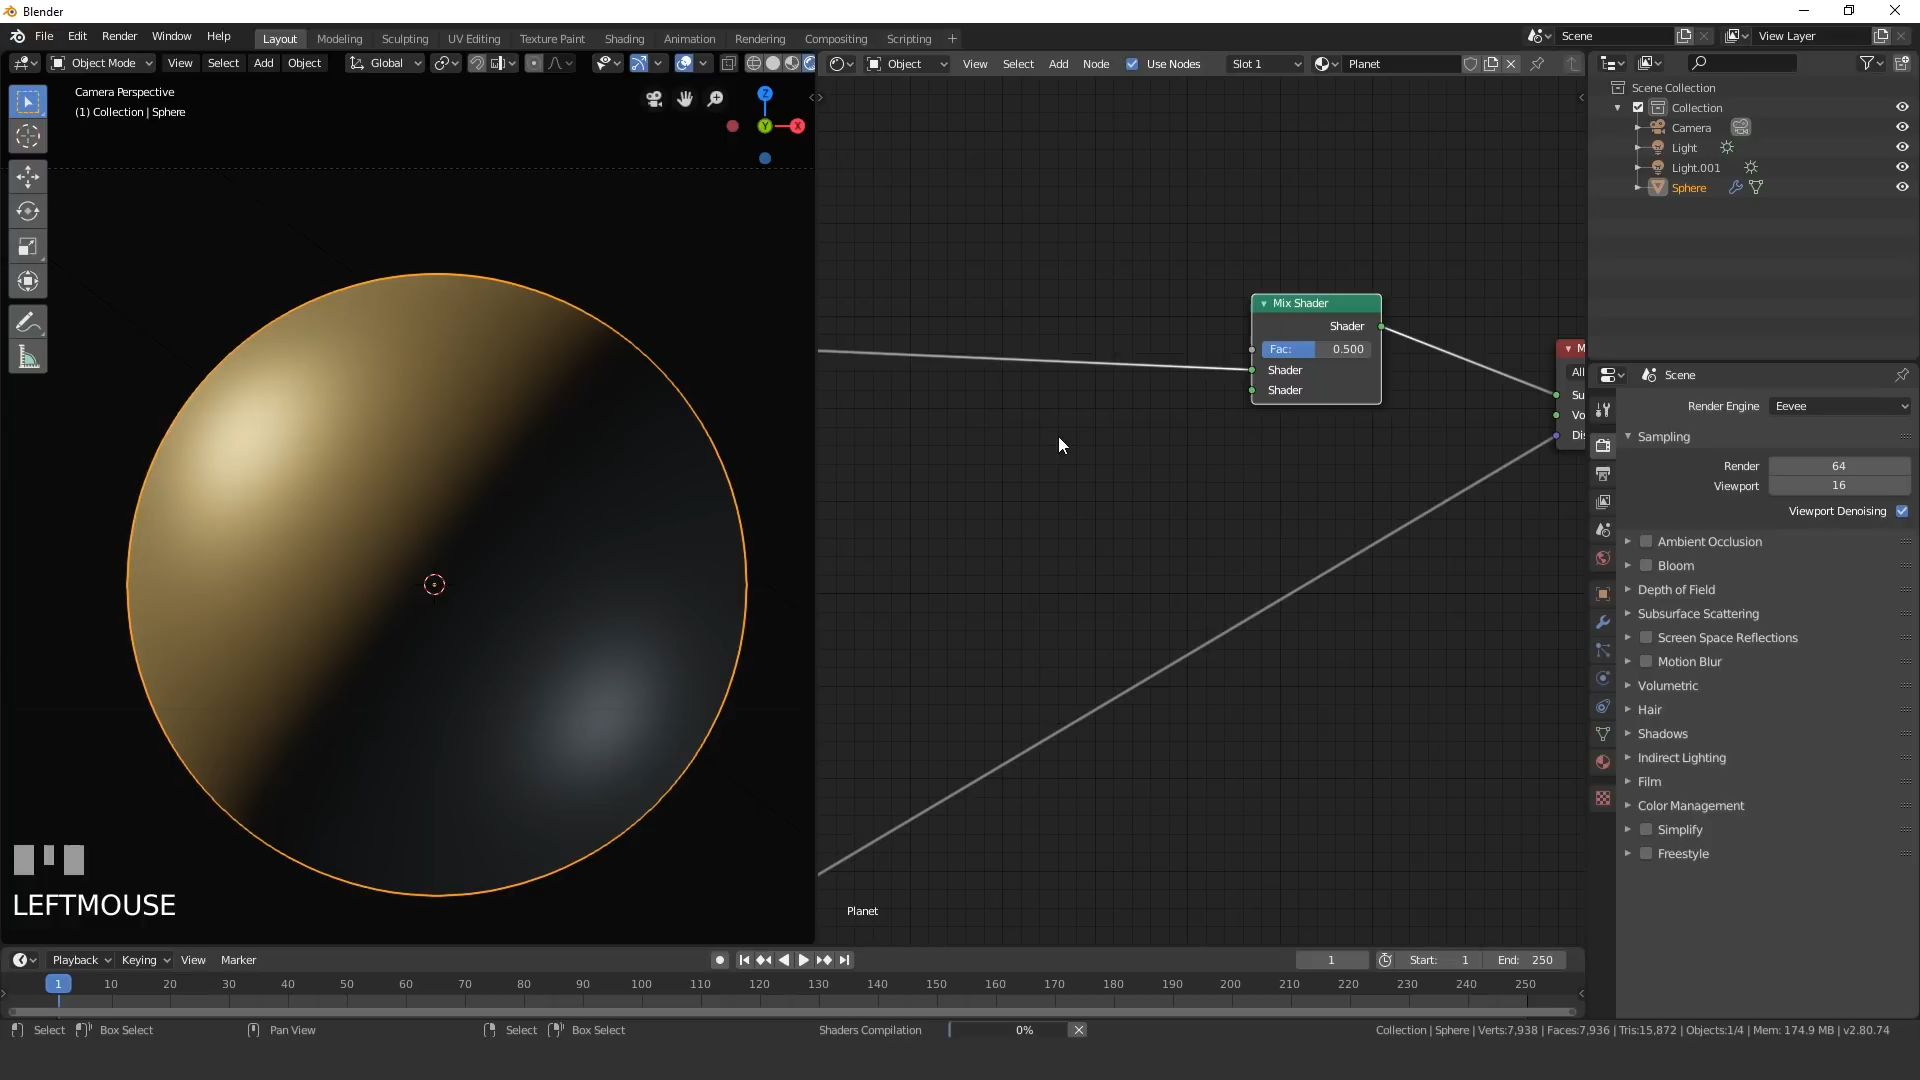 Blender
File Edit Render Window Help
Layout Modeling Sculpting UV Editing Texture Paint Shading Animation Rendering Compositing Scripting +
Scene
View Layer
Object Mode View Select Add Object Global
Object View Select Add Node Use Nodes Slot 1 Planet
Camera Perspective
(1) Collection | Sphere
Z
Y
X
Scene Collection
Collection
Camera
Light
Light.001
Sphere
Mix Shader
Shader
Fac: 0.500
Shader
Shader
M
All
Su
Vo
Dis
Scene
Render Engine Eevee
Sampling
Render 64
Viewport 16
Viewport Denoising
Ambient Occlusion
Bloom
Depth of Field
Subsurface Scattering
Screen Space Reflections
Motion Blur
Volumetric
Hair
Shadows
Indirect Lighting
Film
Color Management
Simplify
Freestyle
LEFTMOUSE
Planet
Playback Keying View Marker
1 Start: 1 End: 250
1 10 20 30 40 50 60 70 80 90 100 110 120 130 140 150 160 170 180 190 200 210 220 230 240 250
Select Box Select Pan View Select Box Select Shaders Compilation 0% Collection | Sphere | Verts:7,938 | Faces:7,936 | Tris:15,872 | Objects:1/4 | Mem: 174.9 MB | v2.80.74